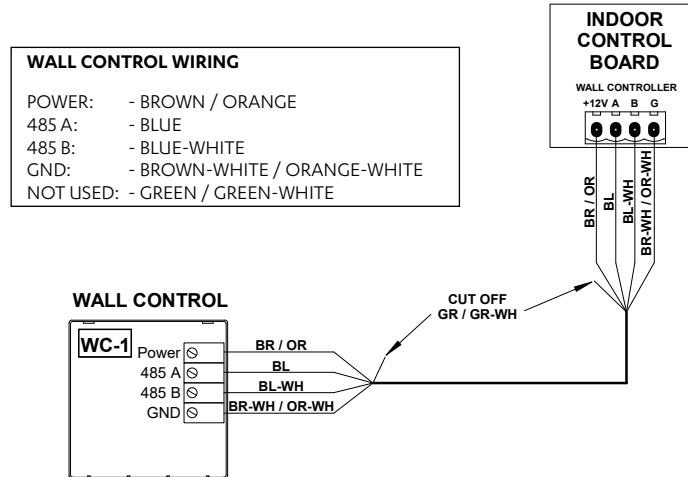 WALL CONTROL WIRING
POWER: - BROWN / ORANGE
485 A: - BLUE
485 B: - BLUE-WHITE
GND: - BROWN-WHITE / ORANGE-WHITE
NOT USED: - GREEN / GREEN-WHITE
INDOOR
CONTROL
BOARD
WALL CONTROLLER
+12V A B G
BR / OR
BL
BL-WH
BR-WH / OR-WH
CUT OFF
GR / GR-WH
WALL CONTROL
WC-1
Power
485 A
485 B
GND
BR / OR
BL
BL-WH
BR-WH / OR-WH